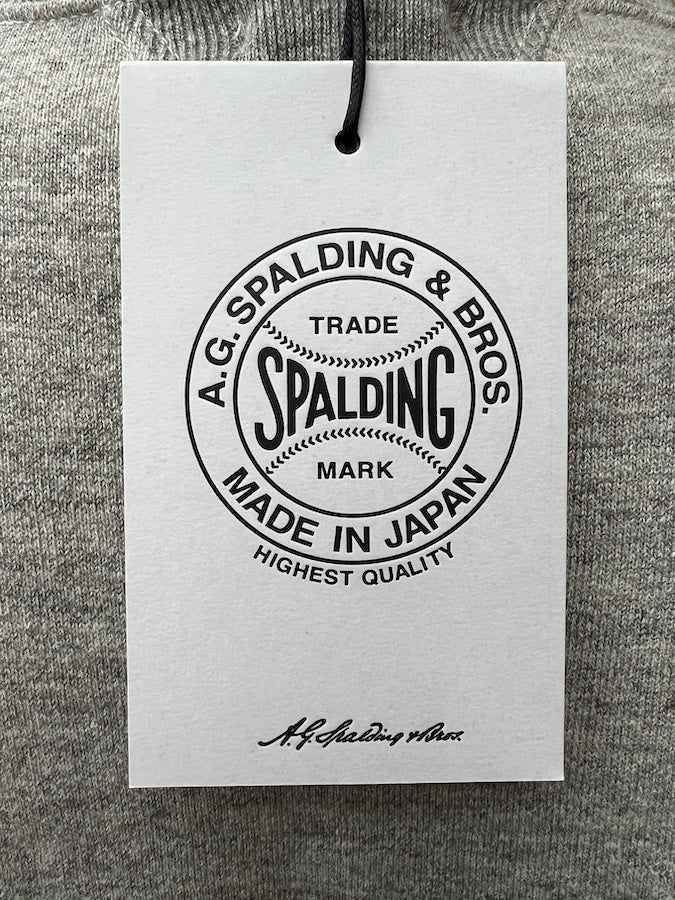 A.G. SPALDING & BROS.
TRADE
SPALDING
MARK
MADE IN JAPAN
HIGHEST QUALITY
A.G. Spalding & Bros.